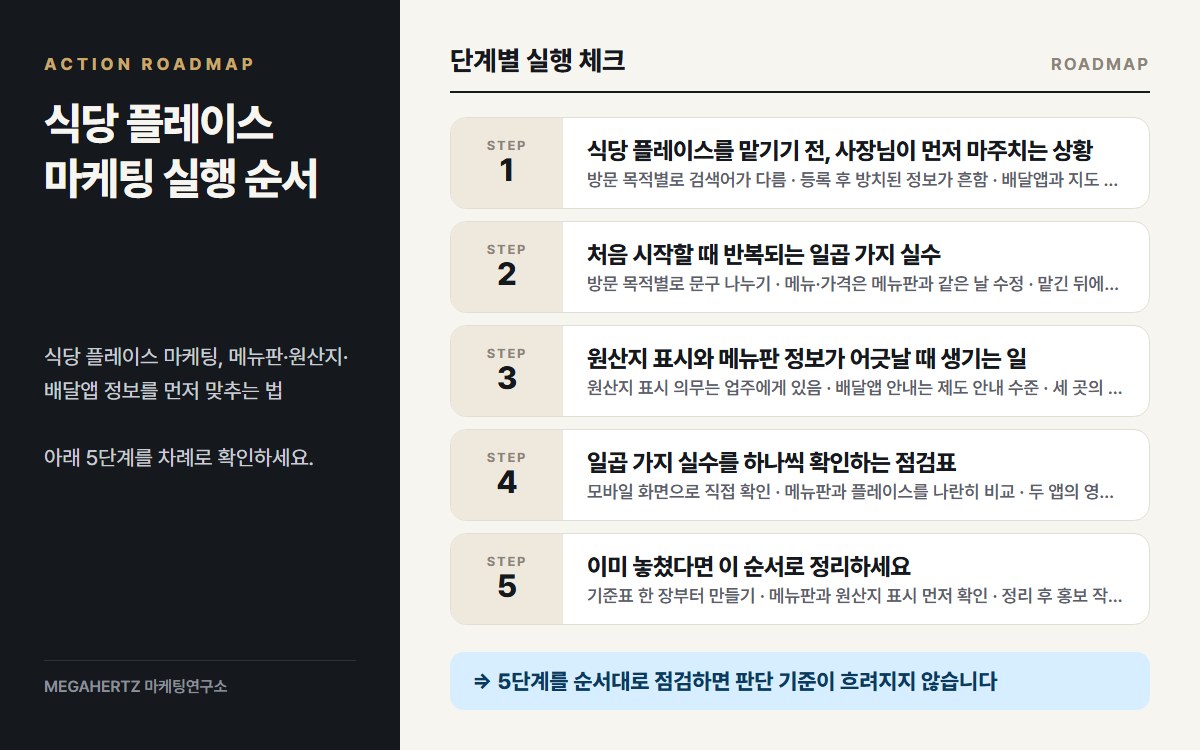 ACTION ROADMAP
식당 플레이스
마케팅 실행 순서
식당 플레이스 마케팅, 메뉴판·원산지·
배달앱 정보를 먼저 맞추는 법
아래 5단계를 차례로 확인하세요.
MEGAHERTZ 마케팅연구소
단계별 실행 체크
ROADMAP
STEP
1
식당 플레이스를 맡기기 전, 사장님이 먼저 마주치는 상황
방문 목적별로 검색어가 다름 · 등록 후 방치된 정보가 흔함 · 배달앱과 지도 ...
STEP
2
처음 시작할 때 반복되는 일곱 가지 실수
방문 목적별로 문구 나누기 · 메뉴·가격은 메뉴판과 같은 날 수정 · 맡긴 뒤에...
STEP
3
원산지 표시와 메뉴판 정보가 어긋날 때 생기는 일
원산지 표시 의무는 업주에게 있음 · 배달앱 안내는 제도 안내 수준 · 세 곳의 ...
STEP
4
일곱 가지 실수를 하나씩 확인하는 점검표
모바일 화면으로 직접 확인 · 메뉴판과 플레이스를 나란히 비교 · 두 앱의 영...
STEP
5
이미 놓쳤다면 이 순서로 정리하세요
기준표 한 장부터 만들기 · 메뉴판과 원산지 표시 먼저 확인 · 정리 후 홍보 작...
→ 5단계를 순서대로 점검하면 판단 기준이 흐려지지 않습니다